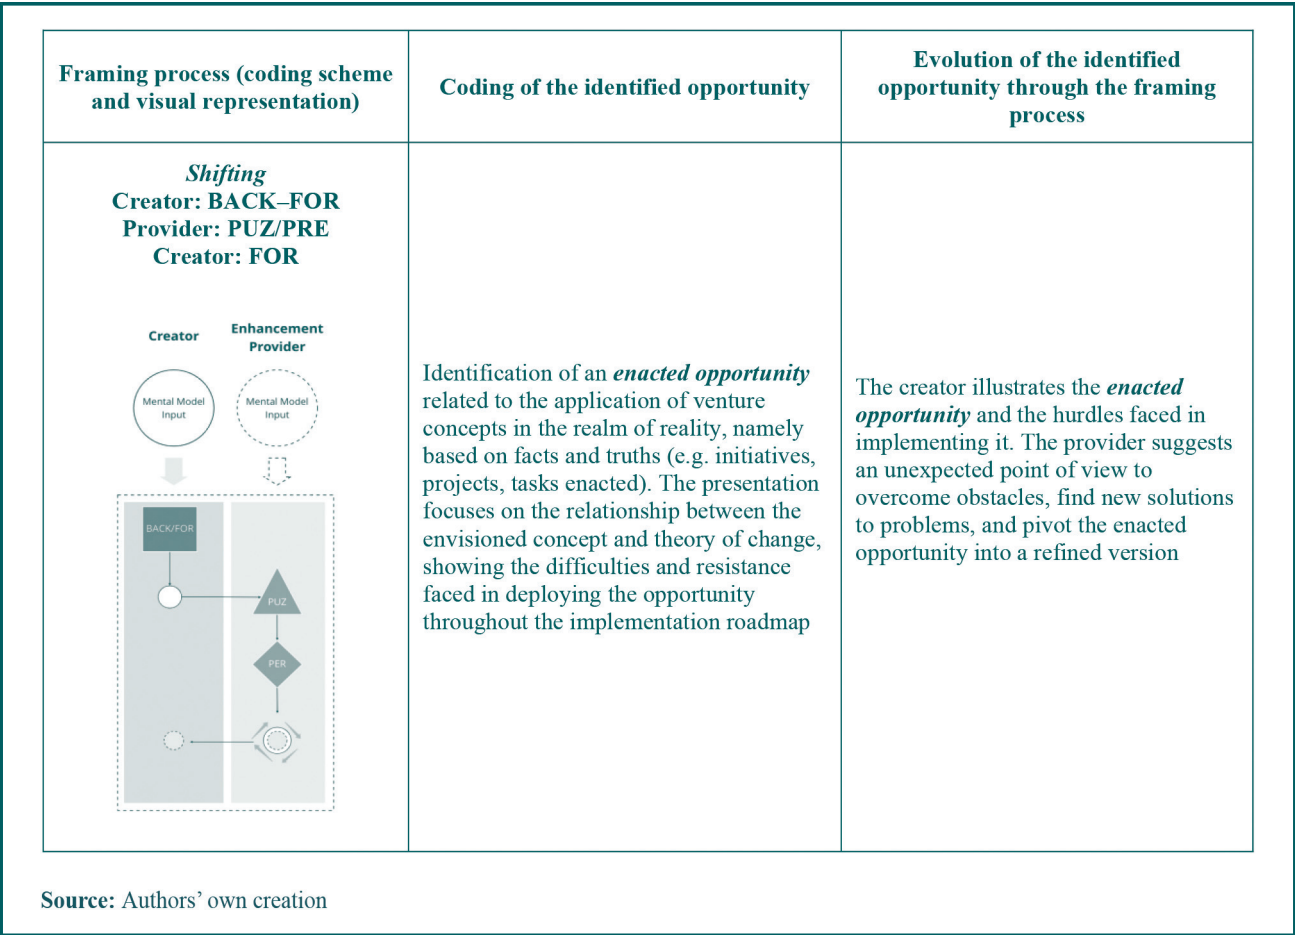 Framing process (coding scheme
and visual representation)
Coding of the identified opportunity
Evolution of the identified
opportunity through the framing
process
Shifting
Creator: BACK–FOR
Provider: PUZ/PRE
Creator: FOR
Creator
Enhancement
Provider
Mental Model
Input
Mental Model
Input
BACK/FOR
PUZ
PER
Identification of an enacted opportunity
related to the application of venture
concepts in the realm of reality, namely
based on facts and truths (e.g. initiatives,
projects, tasks enacted). The presentation
focuses on the relationship between the
envisioned concept and theory of change,
showing the difficulties and resistance
faced in deploying the opportunity
throughout the implementation roadmap
The creator illustrates the enacted
opportunity and the hurdles faced in
implementing it. The provider suggests
an unexpected point of view to
overcome obstacles, find new solutions
to problems, and pivot the enacted
opportunity into a refined version
Source: Authors’ own creation